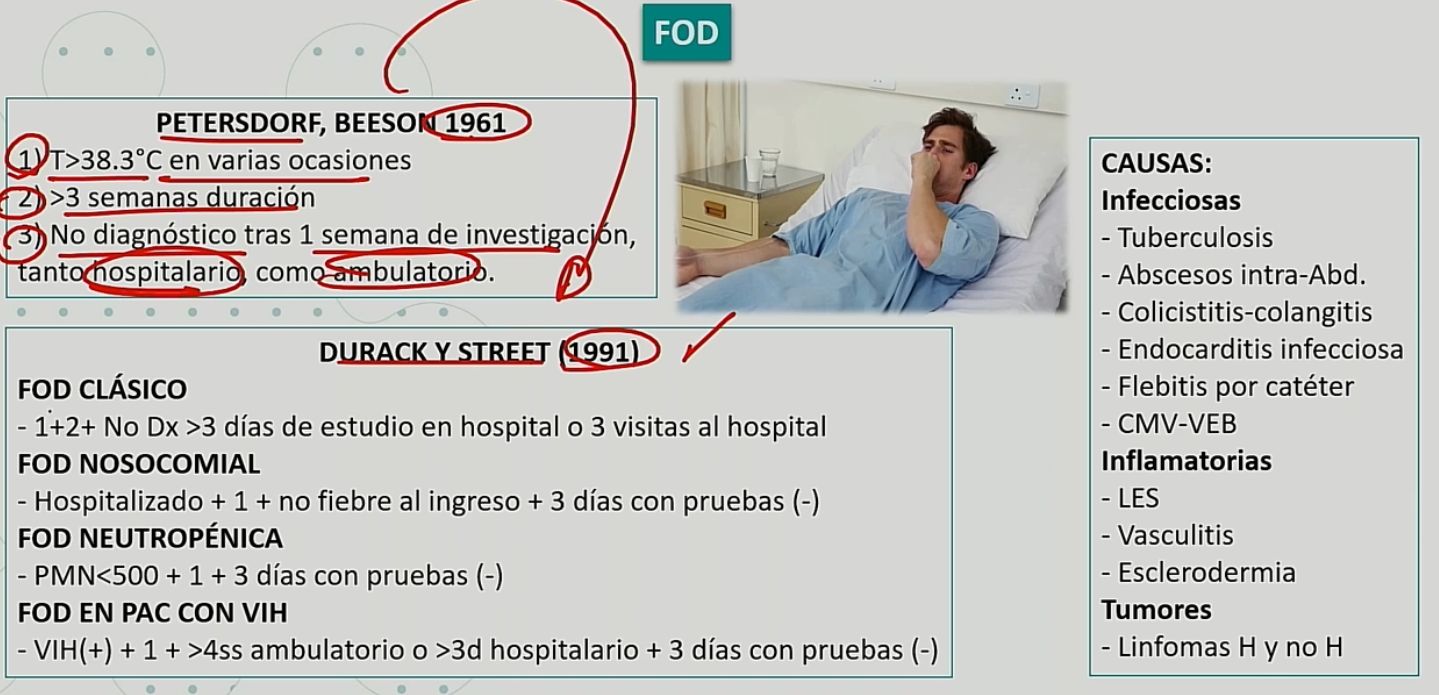 FOD
PETERSDORF, BEESON 1961
1) T>38.3°C en varias ocasiones
2) >3 semanas duración
3) No diagnóstico tras 1 semana de investigación,
tanto hospitalario, como ambulatorio.
DURACK Y STREET (1991)
FOD CLÁSICO
- 1+2+ No Dx >3 días de estudio en hospital o 3 visitas al hospital
FOD NOSOCOMIAL
- Hospitalizado + 1 + no fiebre al ingreso + 3 días con pruebas (-)
FOD NEUTROPÉNICA
- PMN<500 + 1 + 3 días con pruebas (-)
FOD EN PAC CON VIH
- VIH(+) + 1 + >4ss ambulatorio o >3d hospitalario + 3 días con pruebas (-)
CAUSAS:
Infecciosas
- Tuberculosis
- Abscesos intra-Abd.
- Colicistitis-colangitis
- Endocarditis infecciosa
- Flebitis por catéter
- CMV-VEB
Inflamatorias
- LES
- Vasculitis
- Esclerodermia
Tumores
- Linfomas H y no H